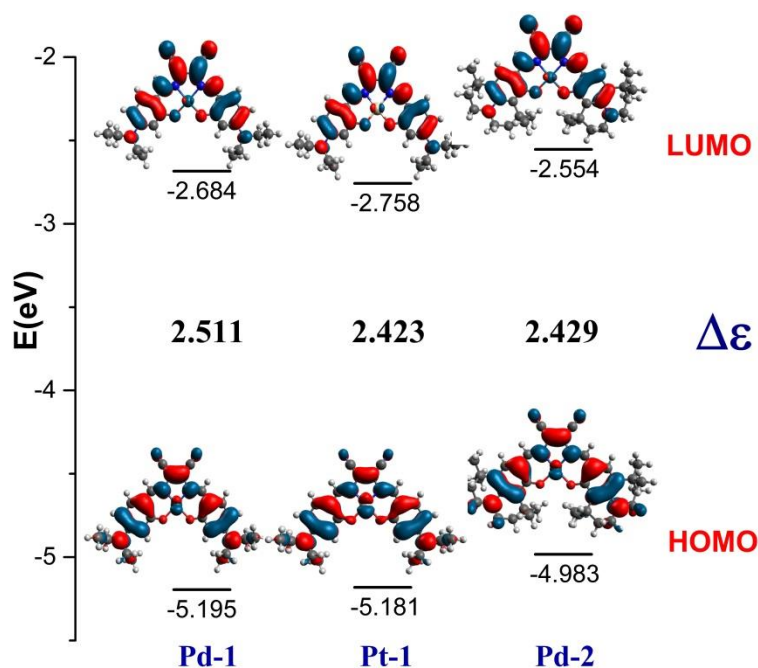 -2
-2.684
-2.758
-2.554
LUMO
-3
E(eV)
2.511
2.423
2.429
Δε
-4
-5
-5.195
-5.181
-4.983
HOMO
Pd-1
Pt-1
Pd-2